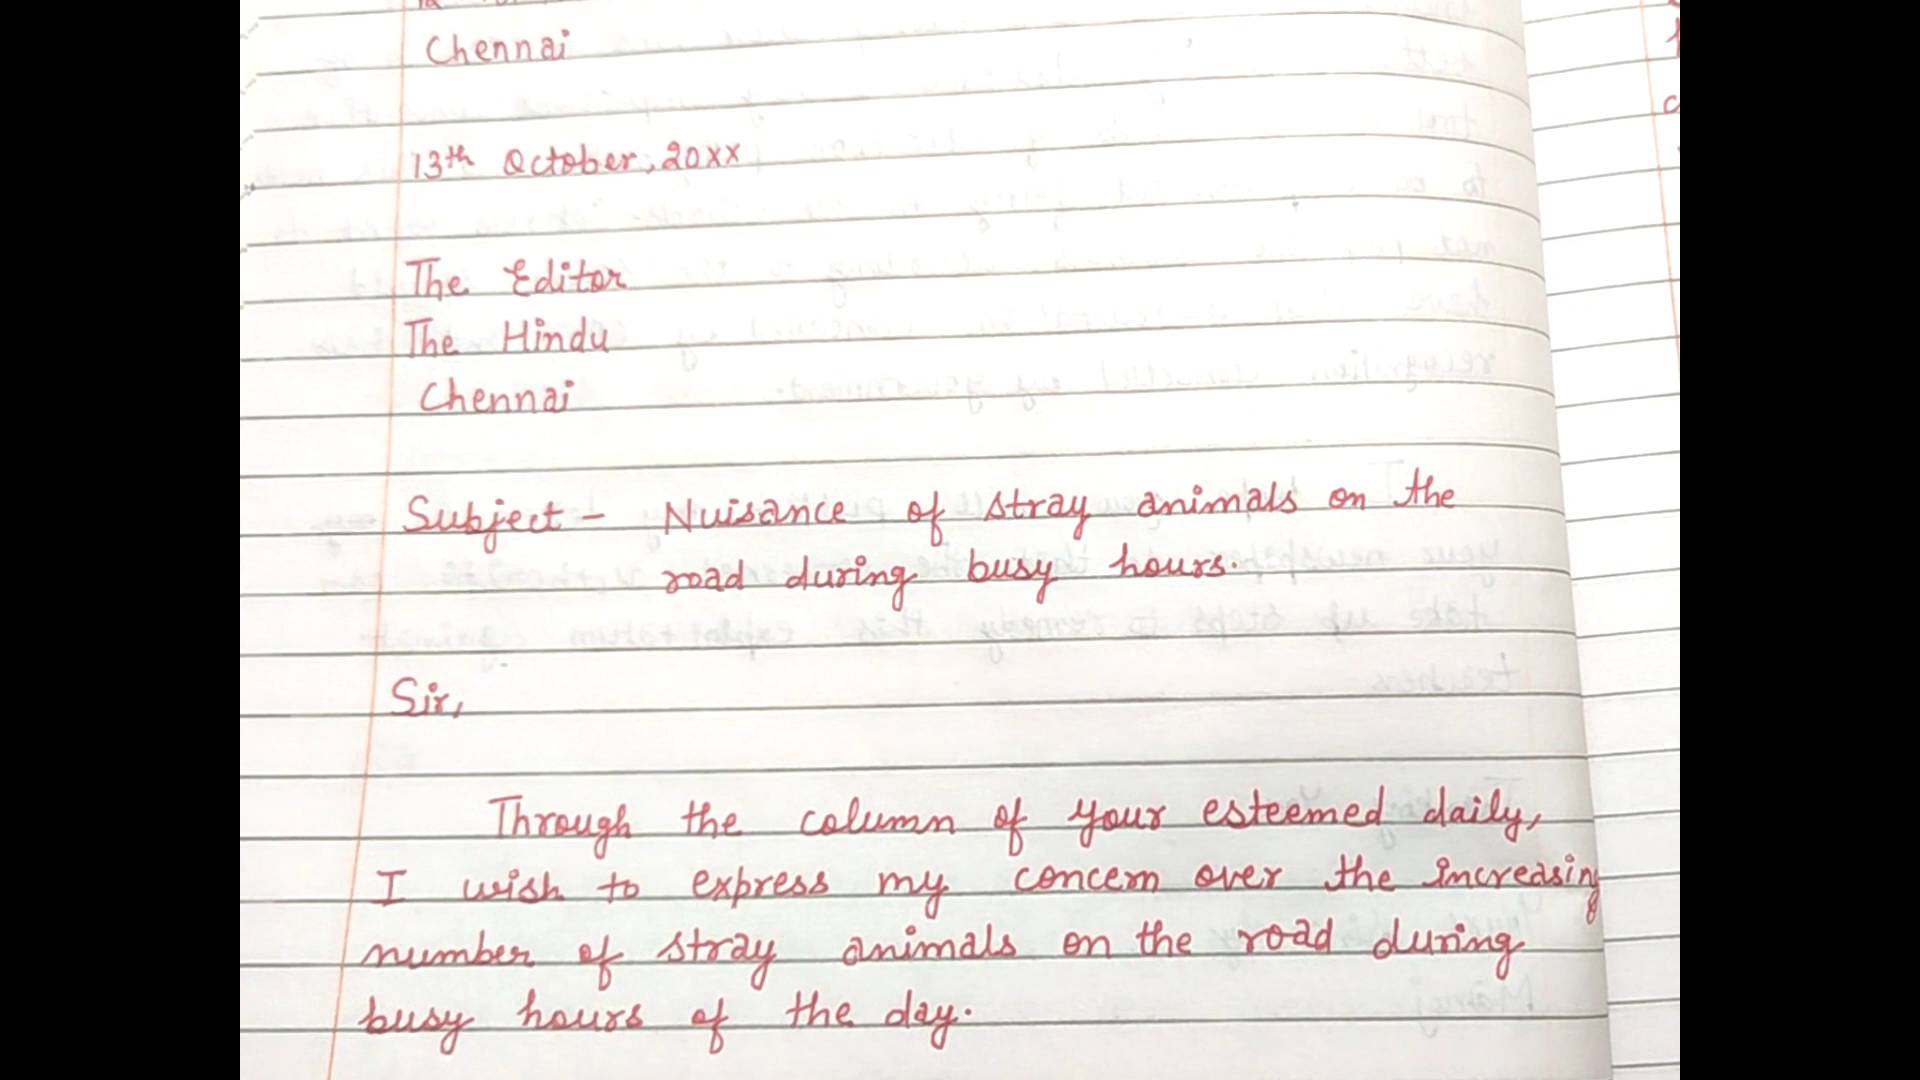 Chennai
13th October, 20xx
The Editor
The Hindu
Chennai
Subject - Nuisance of stray animals on the
road during busy hours.
Sir,
Through the column of your esteemed daily,
I wish to express my concern over the increasing
number of stray animals on the road during
busy hours of the day.